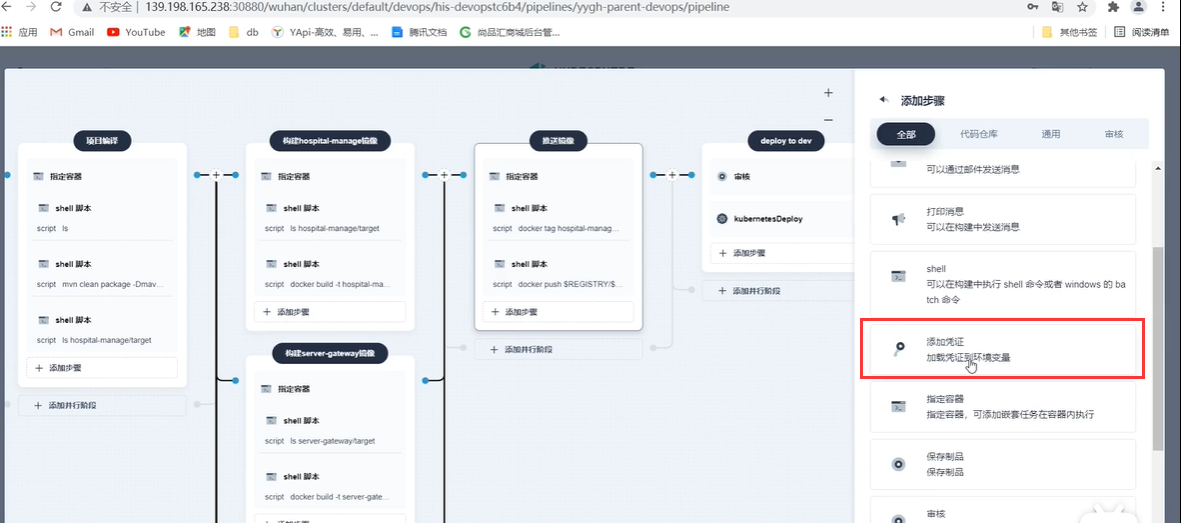 不安全 | 139.198.165.238:30880/wuhan/clusters/default/devops/his-devopstc6b4/pipelines/yygh-parent-devops/pipeline
应用 Gmail YouTube 地图 db YApi-高效、易用、... 腾讯文档 尚品汇商城后台管... 其他书签 阅读清单
项目编译
指定容器
shell 脚本
script ls
shell 脚本
script mvn clean package -Dmav...
shell 脚本
script ls hospital-manage/target
添加步骤
添加并行阶段
构建hospital-manage镜像
指定容器
shell 脚本
script ls hospital-manage/target
shell 脚本
script docker build -t hospital-ma...
添加步骤
构建server-gateway镜像
指定容器
shell 脚本
script ls server-gateway/target
shell 脚本
script docker build -t server-gate...
添加步骤
推送镜像
指定容器
shell 脚本
script docker tag hospital-manag...
shell 脚本
script docker push $REGISTRY/$...
添加步骤
添加并行阶段
deploy to dev
审核
kubernetesDeploy
添加步骤
添加并行阶段
添加步骤
全部 代码仓库 通用 审核
可以通过邮件发送消息
打印消息
可以在构建中发送消息
shell
可以在构建中执行 shell 命令或者 windows 的 ba
tch 命令
添加凭证
加载凭证到环境变量
指定容器
指定容器，可添加嵌套任务在容器内执行
保存制品
保存制品
审核